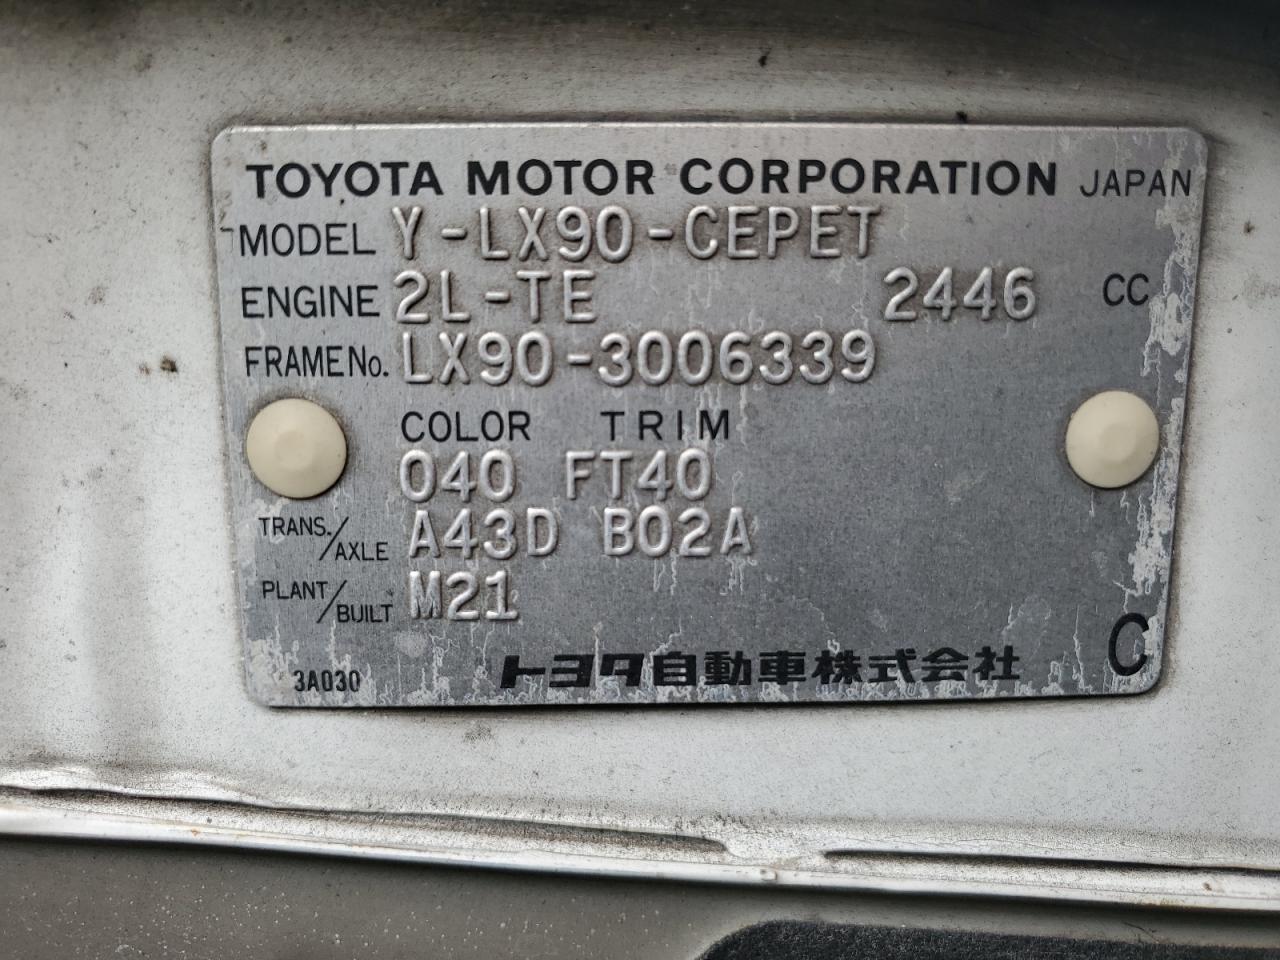 TOYOTA MOTOR CORPORATION JAPAN
MODEL Y-LX90-CEPET
ENGINE 2L-TE 2446 CC
FRAME No. LX90-3006339
COLOR TRIM
040 FT40
TRANS./AXLE A43D B02A
PLANT/BUILT M21
3A030 トヨタ自動車株式会社 C